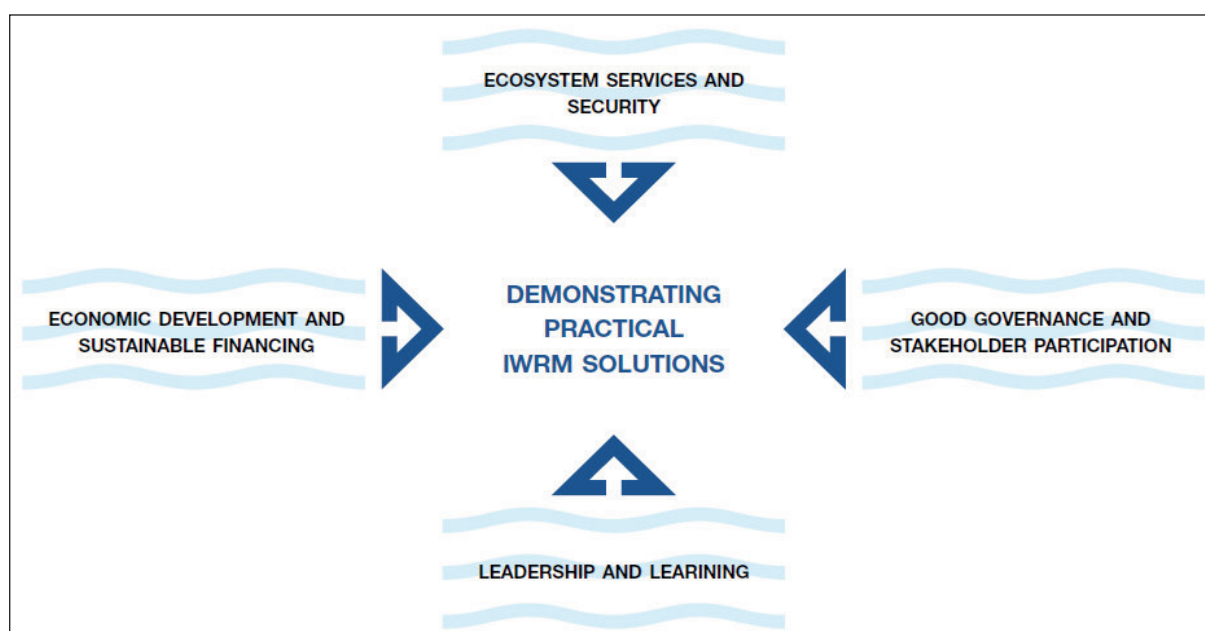 ECOSYSTEM SERVICES AND
SECURITY
ECONOMIC DEVELOPMENT AND
SUSTAINABLE FINANCING
DEMONSTRATING
PRACTICAL
IWRM SOLUTIONS
GOOD GOVERNANCE AND
STAKEHOLDER PARTICIPATION
LEADERSHIP AND LEARINING